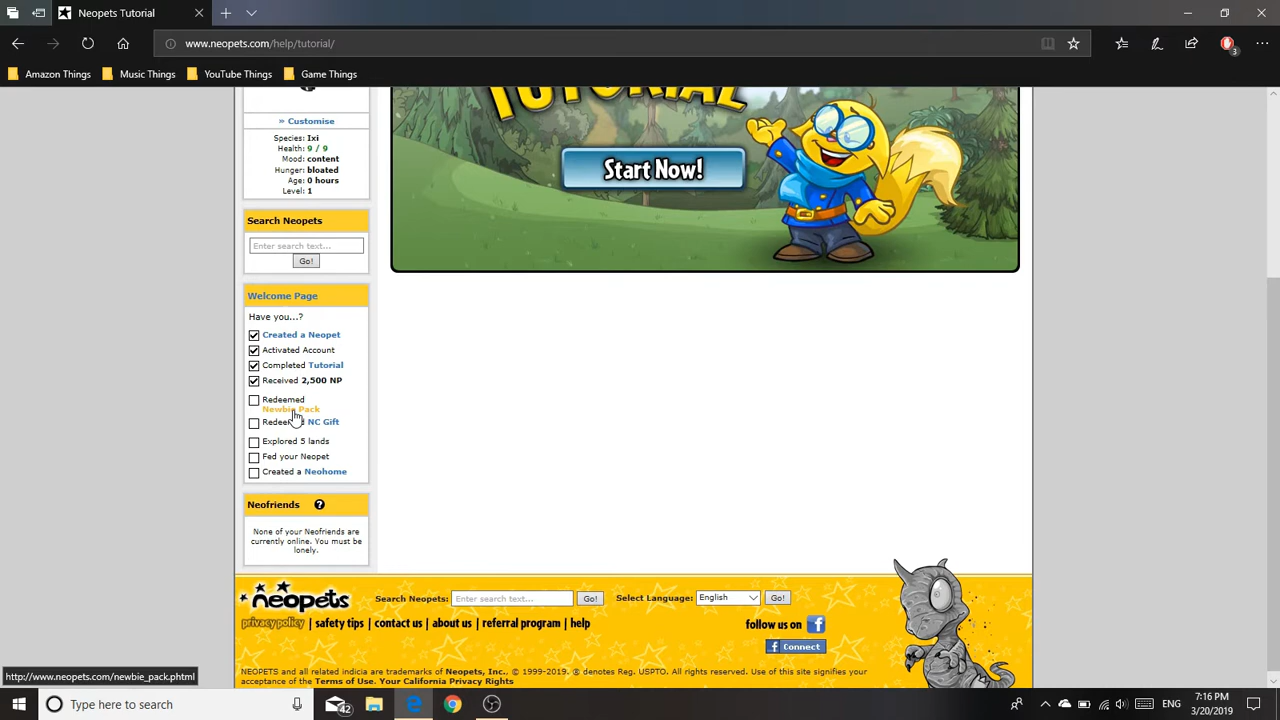 Neopets Tutorial
www.neopets.com/help/tutorial/
3
Amazon Things
Music Things
YouTube Things
Game Things
TUTORIAL
Start Now!
» Customise
Species: Ixi
Health: 9 / 9
Mood: content
Hunger: bloated
Age: 0 hours
Level: 1
Search Neopets
Enter search text...
Go!
Welcome Page
Have you...?
Created a Neopet
Activated Account
Completed Tutorial
Received 2,500 NP
Redeemed
Newbie Pack
Redeemed NC Gift
Explored 5 lands
Fed your Neopet
Created a Neohome
Neofriends ?
None of your Neofriends are
currently online. You must be
lonely.
neopets
Search Neopets: Enter search text... Go! Select Language: English Go!
privacy policy | safety tips | contact us | about us | referral program | help
follow us on f
f Connect
NEOPETS and all related indicia are trademarks of Neopets, Inc., © 1999-2019. ® denotes Reg. USPTO. All rights reserved. Use of this site signifies your
acceptance of the Terms of Use. Your California Privacy Rights
http://www.neopets.com/newbie_pack.phtml
Type here to search
42
ENG
7:16 PM
3/20/2019